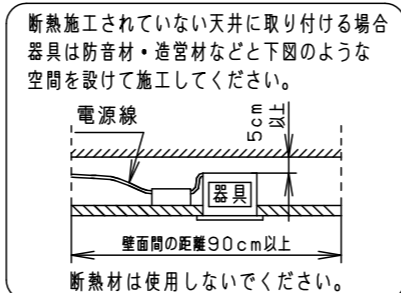 断熱施工されていない天井に取り付ける場合
器具は防音材・造営材などと下図のような
空間を設けて施工してください。
電源線
5cm
以上
器具
壁面間の距離90cm以上
断熱材は使用しないでください。